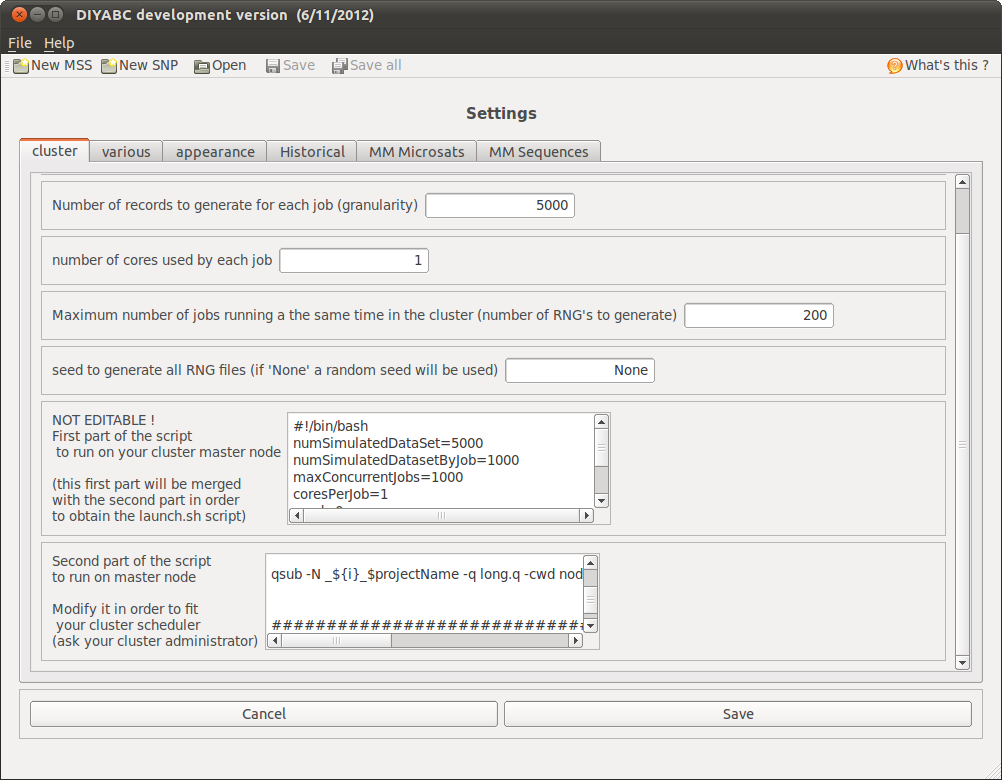 DIYABC development version (6/11/2012)
File Help
New MSS New SNP Open Save Save all What's this ?
Settings
cluster various appearance Historical MM Microsats MM Sequences
Number of records to generate for each job (granularity) 5000
number of cores used by each job 1
Maximum number of jobs running a the same time in the cluster (number of RNG's to generate) 200
seed to generate all RNG files (if 'None' a random seed will be used) None
NOT EDITABLE !
First part of the script
to run on your cluster master node
(this first part will be merged
with the second part in order
to obtain the launch.sh script)
#!/bin/bash
numSimulatedDataSet=5000
numSimulatedDatasetByJob=1000
maxConcurrentJobs=1000
coresPerJob=1
Second part of the script
to run on master node
Modify it in order to fit
your cluster scheduler
(ask your cluster administrator)
qsub -N _${i}_$projectName -q long.q -cwd nod
############################
Cancel Save